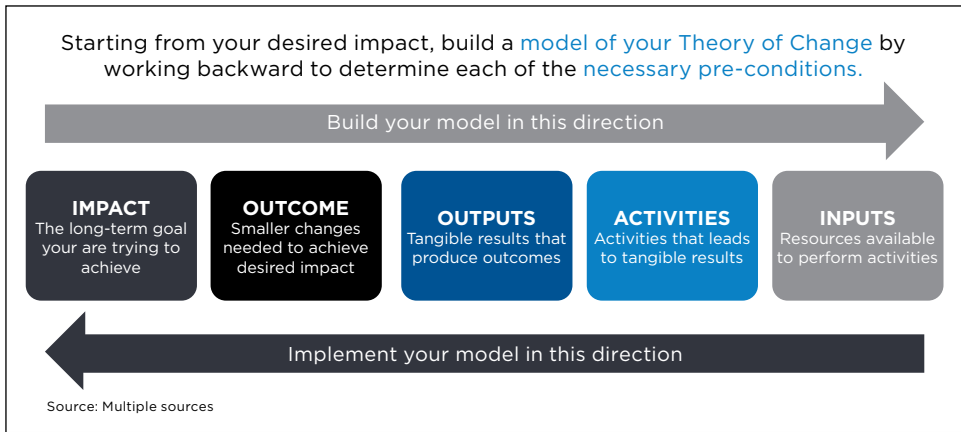 Starting from your desired impact, build a model of your Theory of Change by
working backward to determine each of the necessary pre-conditions.
Build your model in this direction
IMPACT
The long-term goal
your are trying to
achieve
OUTCOME
Smaller changes
needed to achieve
desired impact
OUTPUTS
Tangible results that
produce outcomes
ACTIVITIES
Activities that leads
to tangible results
INPUTS
Resources available
to perform activities
Implement your model in this direction
Source: Multiple sources